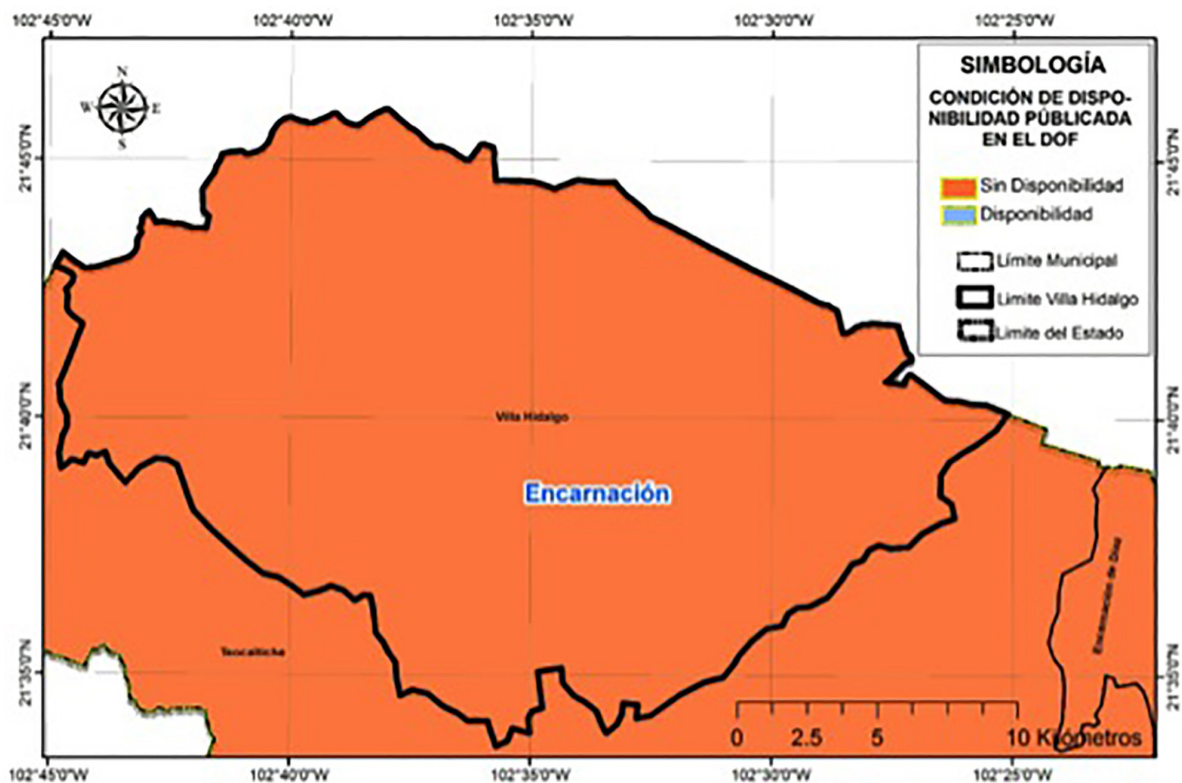 102°45'0"W 102°40'0"W 102°35'0"W 102°30'0"W 102°25'0"W
N
W E
S
SIMBOLOGÍA
CONDICIÓN DE DISPO-
NIBILIDAD PÚBLICADA
EN EL DOF
Sin Disponibilidad
Disponibilidad
Límite Municipal
Limite Villa Hidalgo
Limite del Estado
21°45'0"N 21°45'0"N
21°40'0"N Villa Hidalgo 21°40'0"N
Encarnación
Encarnación de Díaz
Teocaltiche
21°35'0"N 21°35'0"N
0 2.5 5 10 Kilómetros
102°45'0"W 102°40'0"W 102°35'0"W 102°30'0"W 102°25'0"W